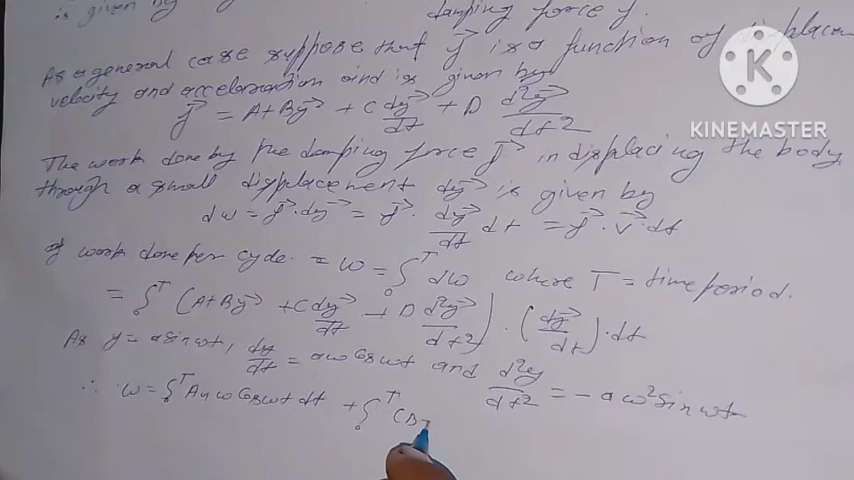 is given by
damping force f.
As a general case suppose that f⃗ is a function of displacem
velocity and acceleration and is given by
f⃗ = A+By⃗ + C dy⃗/dt + D d²y⃗/dt2
The work done by the damping force f⃗ in displacing the body
through a small displacement dy⃗ is given by
dw = f⃗.dy⃗ = f⃗. dy⃗/dt dt = f⃗.v⃗.dt
work done per cycle. = w = ∫₀ᵀ dw where T = time period.
= ∫₀ᵀ (A+By⃗ + C dy⃗/dt + D d²y⃗/dt2) . (dy⃗/dt).dt
As y = a sin ωt, dy/dt = aω Cos ωt and d²y/dt2 = - a ω² Sin ωt
∴ w = ∫₀ᵀ Aa ω Cos ωt dt + ∫₀ᵀ (B
KINEMASTER